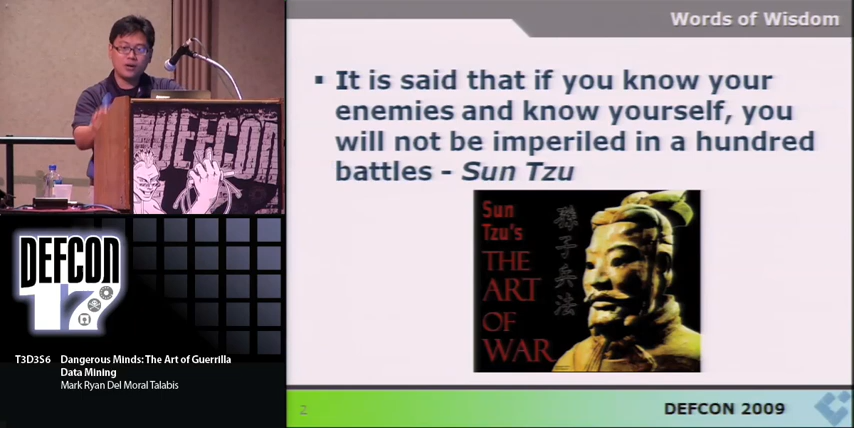 DEFCON
DEFCON
17
T3D3S6 Dangerous Minds: The Art of Guerrilla
Data Mining
Mark Ryan Del Moral Talabis
Words of Wisdom
It is said that if you know your
enemies and know yourself, you
will not be imperiled in a hundred
battles - Sun Tzu
Sun
Tzu's
THE
ART
OF
WAR
孫子兵法
2
DEFCON 2009